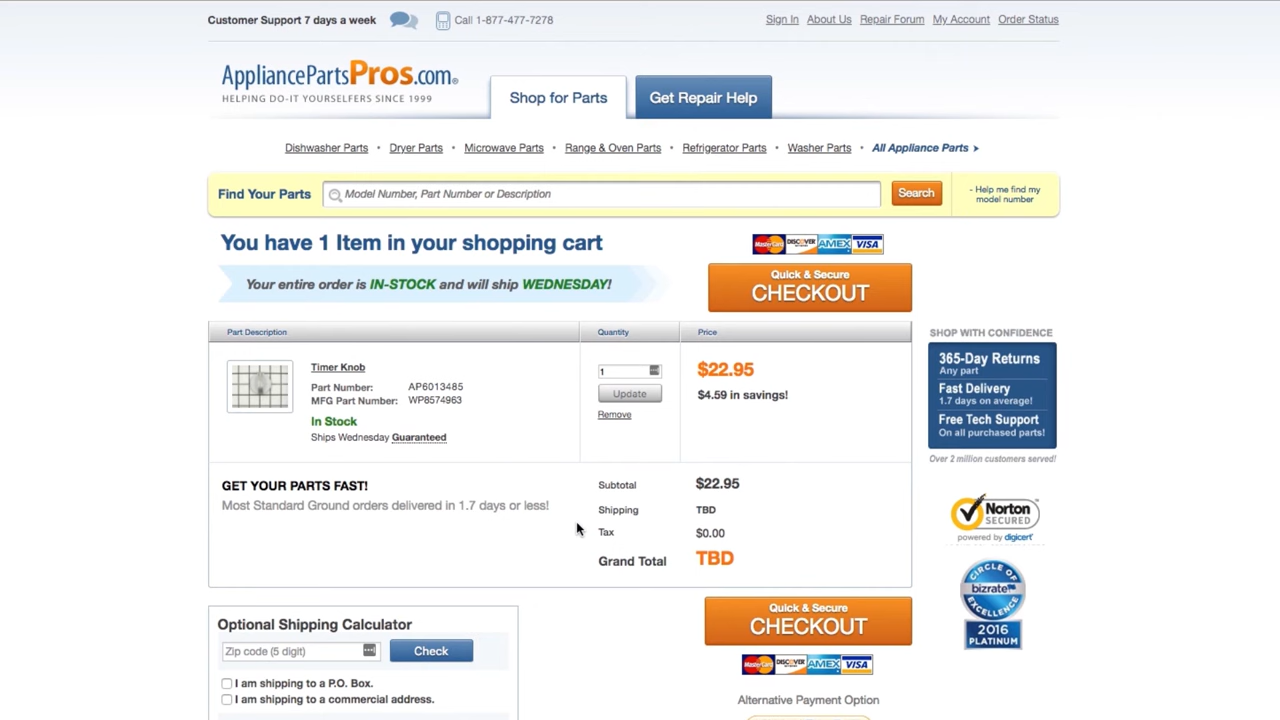 Customer Support 7 days a week
Call 1-877-477-7278
Sign In About Us Repair Forum My Account Order Status
AppliancePartsPros.com
HELPING DO-IT YOURSELFERS SINCE 1999
Shop for Parts
Get Repair Help
Dishwasher Parts • Dryer Parts • Microwave Parts • Range & Oven Parts • Refrigerator Parts • Washer Parts • All Appliance Parts
Find Your Parts
Model Number, Part Number or Description
Search
- Help me find my
model number
You have 1 Item in your shopping cart
MasterCard DISCOVER AMEX VISA
Your entire order is IN-STOCK and will ship WEDNESDAY!
Quick & Secure
CHECKOUT
Part Description Quantity Price
Timer Knob
Part Number: AP6013485
MFG Part Number: WP8574963
In Stock
Ships Wednesday Guaranteed
1
Update
Remove
$22.95
$4.59 in savings!
SHOP WITH CONFIDENCE
365-Day Returns
Any part
Fast Delivery
1.7 days on average!
Free Tech Support
On all purchased parts!
Over 2 million customers served!
GET YOUR PARTS FAST!
Most Standard Ground orders delivered in 1.7 days or less!
Subtotal $22.95
Shipping TBD
Tax $0.00
Grand Total TBD
Norton
SECURED
powered by digicert
CIRCLE OF
bizrate
EXCELLENCE
2016
PLATINUM
Optional Shipping Calculator
Zip code (5 digit)
Check
I am shipping to a P.O. Box.
I am shipping to a commercial address.
Quick & Secure
CHECKOUT
MasterCard DISCOVER AMEX VISA
Alternative Payment Option